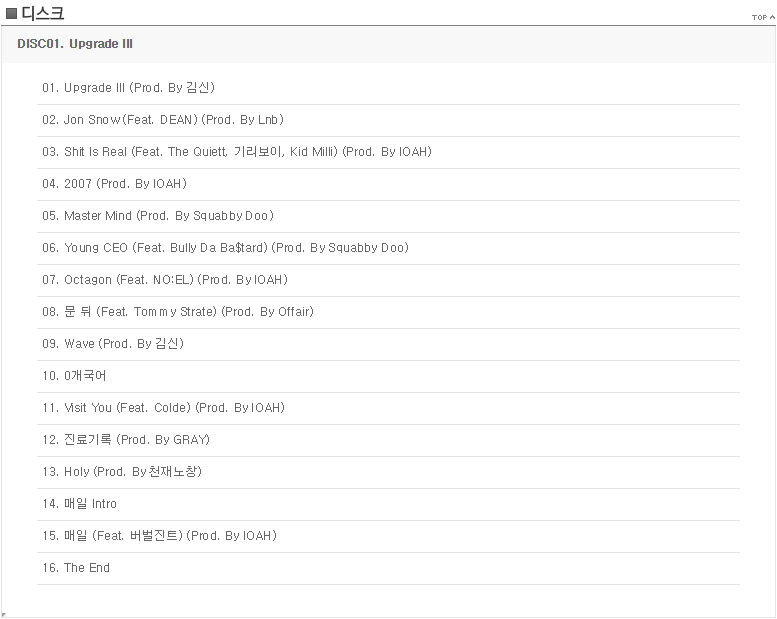 디스크
TOP
DISC01. Upgrade III
01. Upgrade III (Prod. By 김신)
02. Jon Snow (Feat. DEAN) (Prod. By Lnb)
03. Shit Is Real (Feat. The Quiett, 기리보이, Kid Milli) (Prod. By IOAH)
04. 2007 (Prod. By IOAH)
05. Master Mind (Prod. By Squabby Doo)
06. Young CEO (Feat. Bully Da Ba$tard) (Prod. By Squabby Doo)
07. Octagon (Feat. NO:EL) (Prod. By IOAH)
08. 문 뒤 (Feat. Tommy Strate) (Prod. By Offair)
09. Wave (Prod. By 김신)
10. 0개국어
11. Visit You (Feat. Colde) (Prod. By IOAH)
12. 진료기록 (Prod. By GRAY)
13. Holy (Prod. By 천재노창)
14. 매일 Intro
15. 매일 (Feat. 버벌진트) (Prod. By IOAH)
16. The End